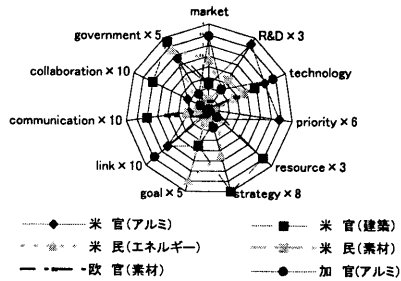 market
government × 5
R&D × 3
collaboration × 10
technology
communication × 10
priority × 6
link × 10
resource × 3
goal × 5
strategy × 8
米 官(アルミ)
米 官(建築)
米 民(エネルギー)
米 民(素材)
欧 官(素材)
加 官(アルミ)